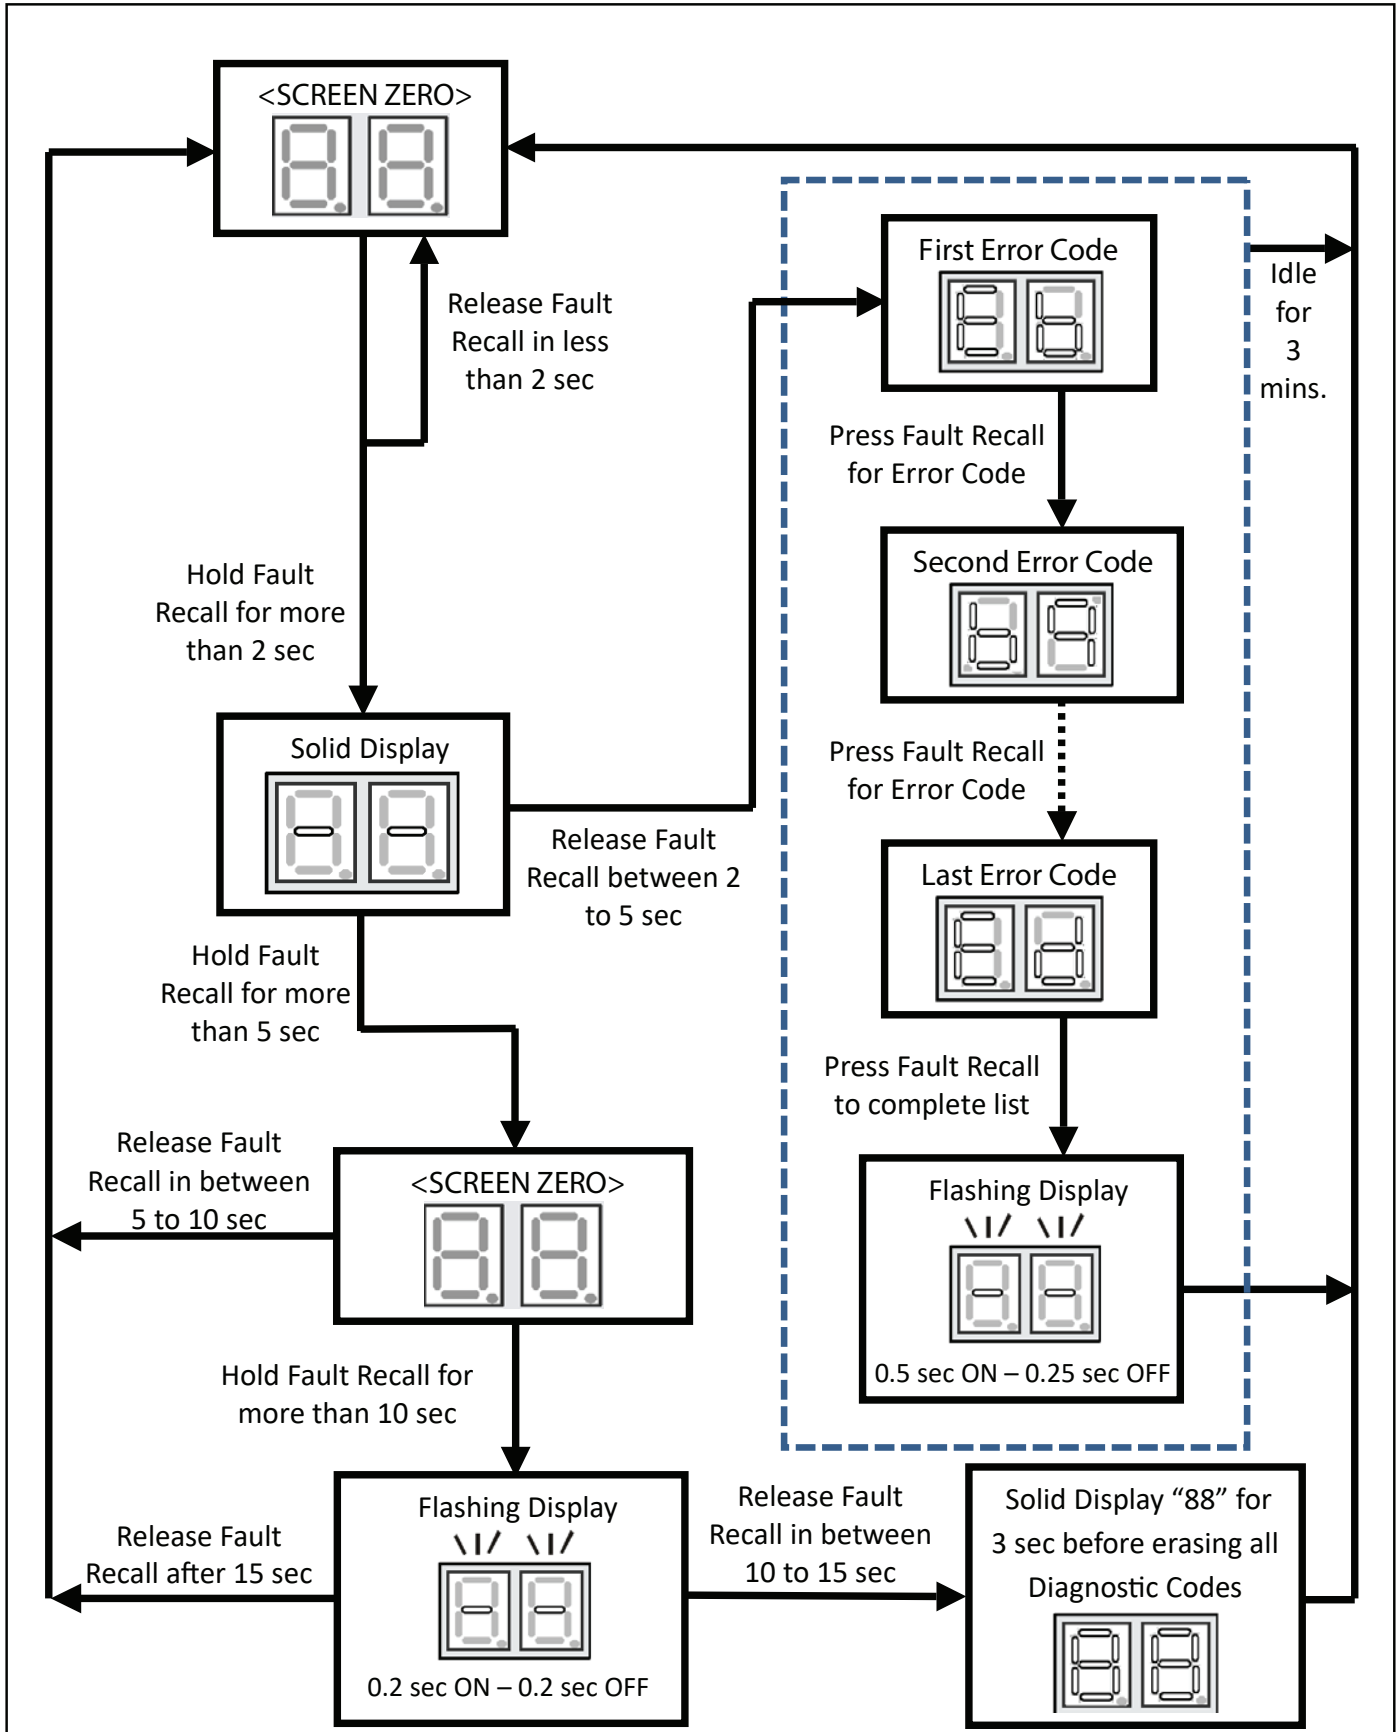 <SCREEN ZERO>
Release Fault
Recall in less
than 2 sec
First Error Code
Eb
Idle
for
3
mins.
Press Fault Recall
for Error Code
Second Error Code
b9
Hold Fault
Recall for more
than 2 sec
Solid Display
--
Release Fault
Recall between 2
to 5 sec
Press Fault Recall
for Error Code
Last Error Code
Ed
Hold Fault
Recall for more
than 5 sec
Press Fault Recall
to complete list
Release Fault
Recall in between
5 to 10 sec
<SCREEN ZERO>
Flashing Display
--
0.5 sec ON – 0.25 sec OFF
Hold Fault Recall for
more than 10 sec
Release Fault
Recall after 15 sec
Flashing Display
--
0.2 sec ON – 0.2 sec OFF
Release Fault
Recall in between
10 to 15 sec
Solid Display “88” for
3 sec before erasing all
Diagnostic Codes
88